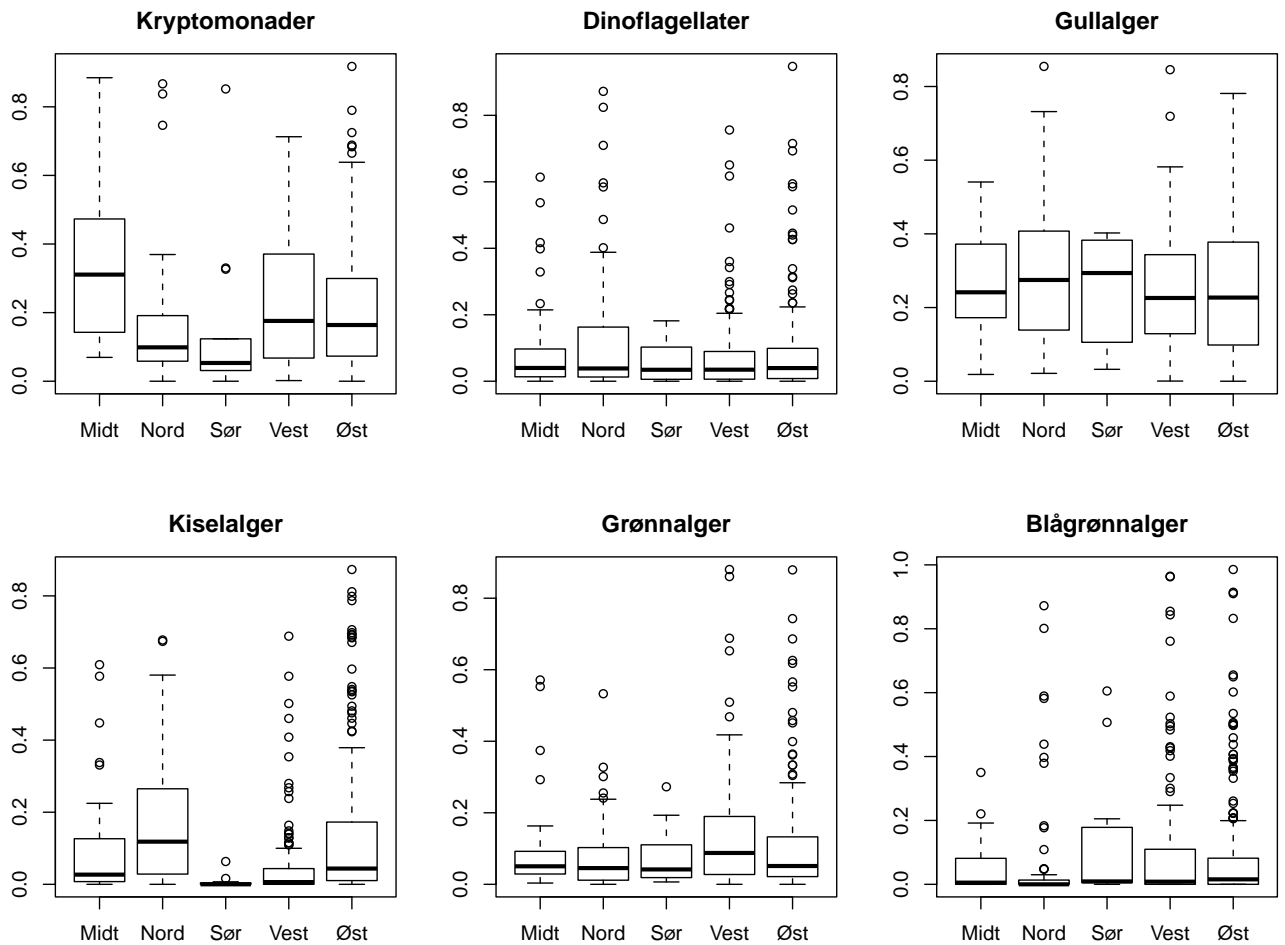 Kryptomonader
0.0 0.2 0.4 0.6 0.8
Midt Nord Sør Vest Øst
Dinoflagellater
0.0 0.2 0.4 0.6 0.8
Midt Nord Sør Vest Øst
Gullalger
0.0 0.2 0.4 0.6 0.8
Midt Nord Sør Vest Øst
Kiselalger
0.0 0.2 0.4 0.6 0.8
Midt Nord Sør Vest Øst
Grønnalger
0.0 0.2 0.4 0.6 0.8
Midt Nord Sør Vest Øst
Blågrønnalger
0.0 0.2 0.4 0.6 0.8 1.0
Midt Nord Sør Vest Øst